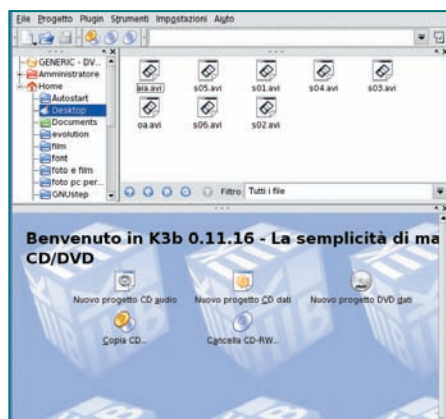 File Progetto Plugin Strumenti Impostazioni Aiuto
GENERIC - DV...
Amministratore
Home
Autostart
Desktop
Documents
evolution
film
font
foto e film
foto pc per...
GNUstep
aia.avi s05.avi s01.avi s04.avi s03.avi
oa.avi s06.avi s02.avi
Filtro Tutti i file
Benvenuto in K3b 0.11.16 - La semplicità di ma
CD/DVD
Nuovo progetto CD audio Nuovo progetto CD dati Nuovo progetto DVD dati
Copia CD... Cancella CD-RW...